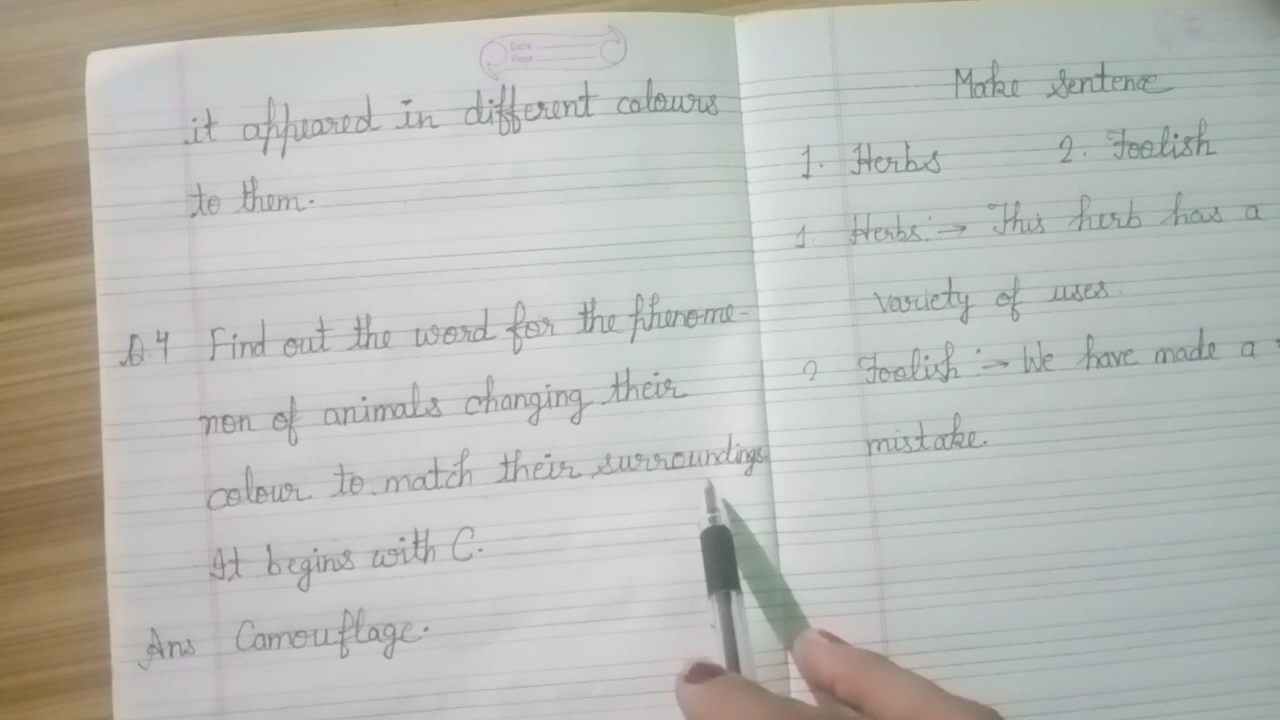 Date
Page
it appeared in different colours
to them.
Q.4 Find out the word for the phenome-
non of animals changing their
colour to match their surroundings.
It begins with C.
Ans Camouflage.
Make sentence
1. Herbs 2. Foolish
1. Herbs :→ This herb has a
variety of uses.
2 Foolish :→ We have made a
mistake.